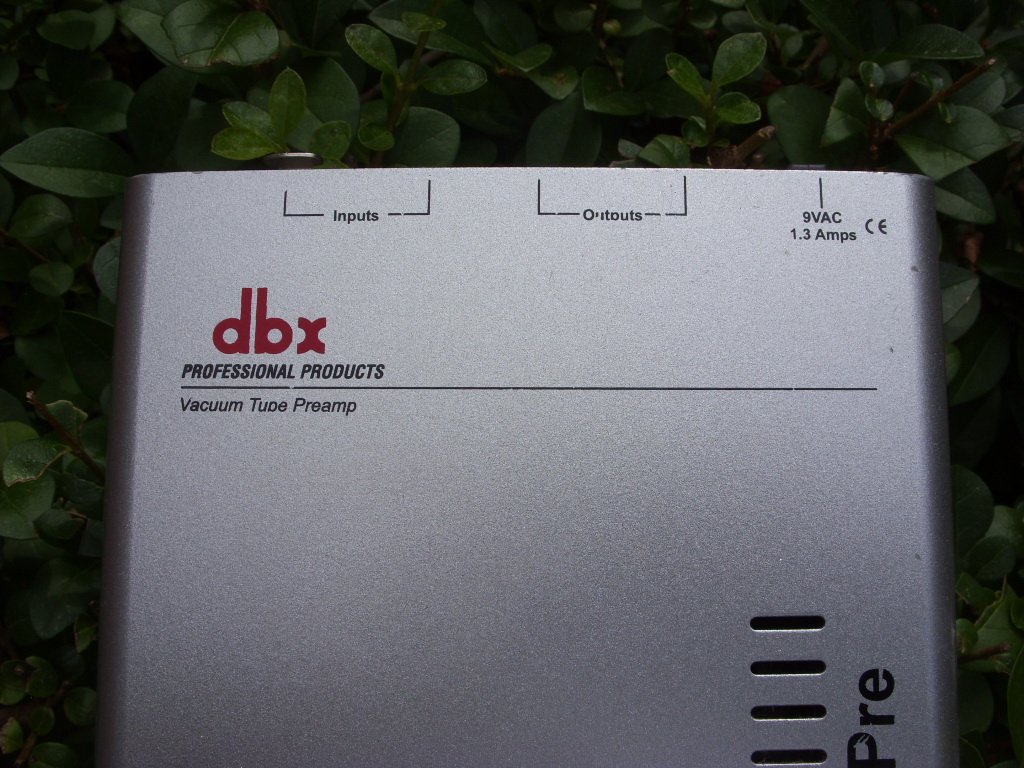 Inputs
Outputs
9VAC
1.3 Amps CE
dbx
PROFESSIONAL PRODUCTS
Vacuum Tube Preamp
Pre